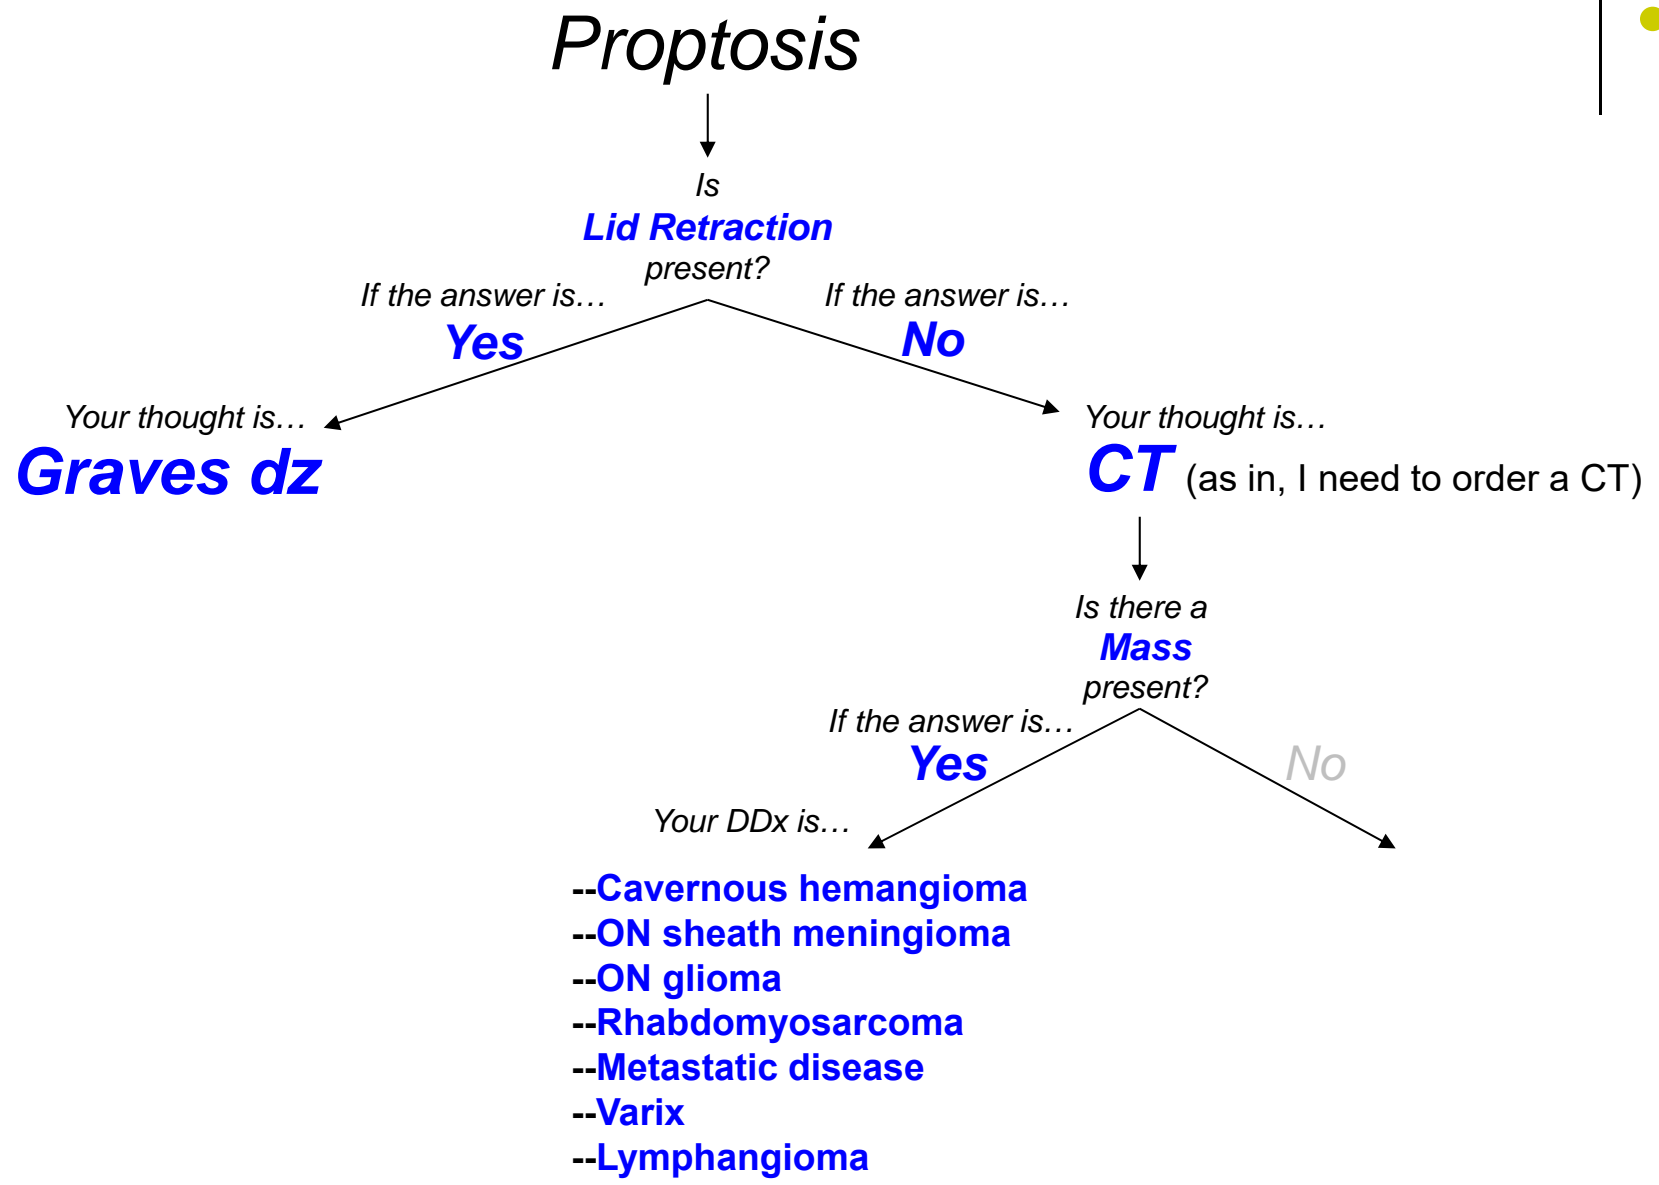 Proptosis
Is
Lid Retraction
present?
If the answer is…
Yes
If the answer is…
No
Your thought is…
Graves dz
Your thought is…
CT (as in, I need to order a CT)
Is there a
Mass
present?
If the answer is…
Yes
No
Your DDx is…
--Cavernous hemangioma
--ON sheath meningioma
--ON glioma
--Rhabdomyosarcoma
--Metastatic disease
--Varix
--Lymphangioma